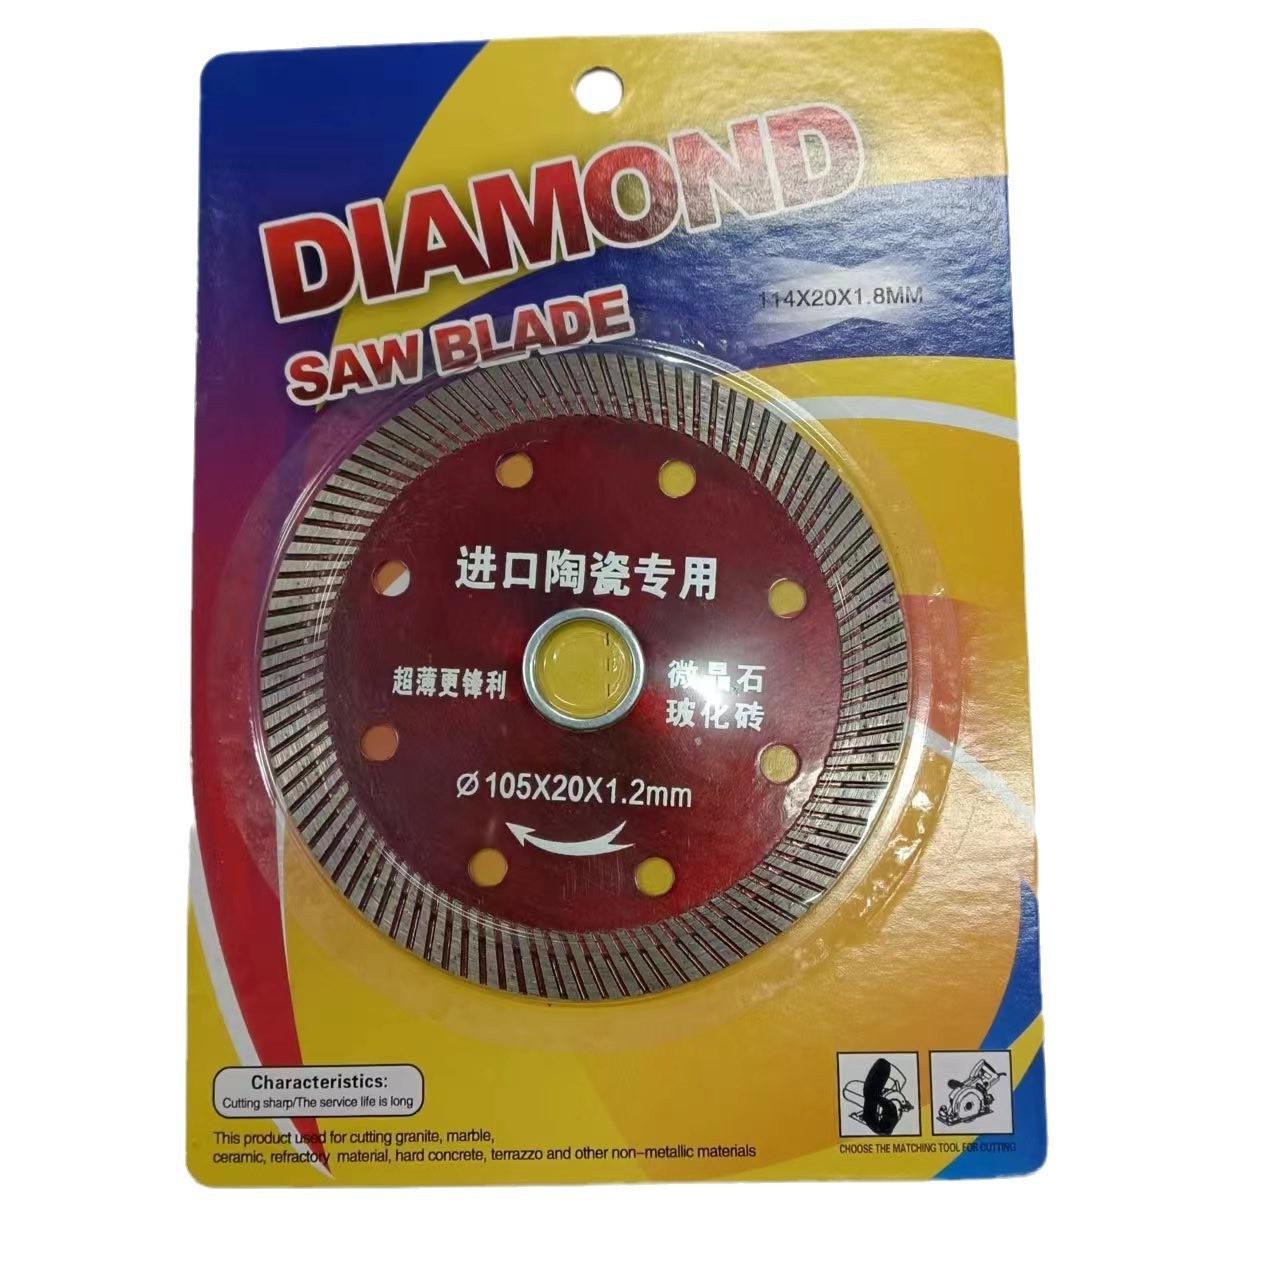 DIAMOND
SAW BLADE
114X20X1.8MM
进口陶瓷专用
超薄更锋利
微晶石
玻化砖
Ø105X20X1.2mm
Characteristics:
Cutting sharp/The service life is long
This product used for cutting granite, marble,
ceramic, refractory material, hard concrete, terrazzo and other non-metallic materials
CHOOSE THE MATCHING TOOL FOR CUTTING